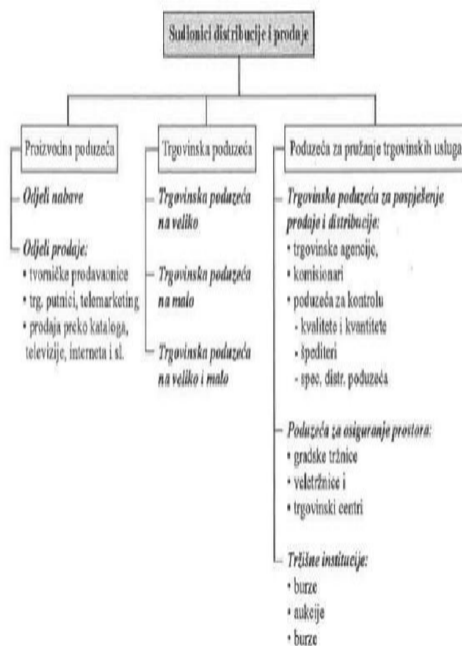 Sudionici distribucije i prodaje
Proizvodna poduzeća
Odjeli nabave
Odjeli prodaje:
• tvorničke prodavaonice
• trg. putnici, telemarketing
• prodaja preko kataloga,
televizije, interneta i sl.
Trgovinska poduzeća
Trgovinska poduzeća
na veliko
Trgovinska poduzeća
na malo
Trgovinska poduzeća
na veliko i malo
Poduzeća za pružanje trgovinskih usluga
Trgovinska poduzeća za pospješenje
prodaje i distribucije:
• trgovinske agencije,
• komisionari
• poduzeća za kontrolu
- kvalitete i kvantitete
- špediteri
- spec. distr. poduzeća
Poduzeća za osiguranje prostora:
• gradske tržnice
• veletržnice i
• trgovinski centri
Tržišne institucije:
• burze
• aukcije
• burze